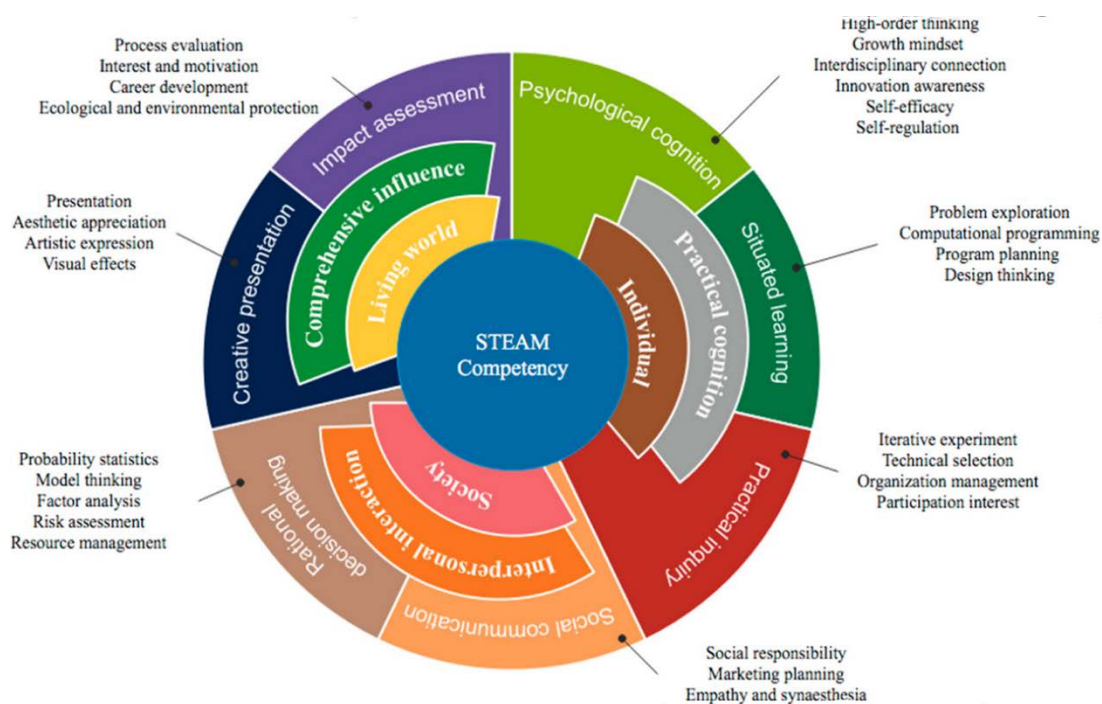 Process evaluation
Interest and motivation
Career development
Ecological and environmental protection
Impact assessment
Psychological cognition
High-order thinking
Growth mindset
Interdisciplinary connection
Innovation awareness
Self-efficacy
Self-regulation
Presentation
Aesthetic appreciation
Artistic expression
Visual effects
Creative presentation
Comprehensive influence
Living world
STEAM
Competency
Individual
Practical cognition
Situated learning
Problem exploration
Computational programming
Program planning
Design thinking
Probability statistics
Model thinking
Factor analysis
Risk assessment
Resource management
Rational
decision making
Interpersonal interaction
Society
Social communication
Practical inquiry
Iterative experiment
Technical selection
Organization management
Participation interest
Social responsibility
Marketing planning
Empathy and synaesthesia